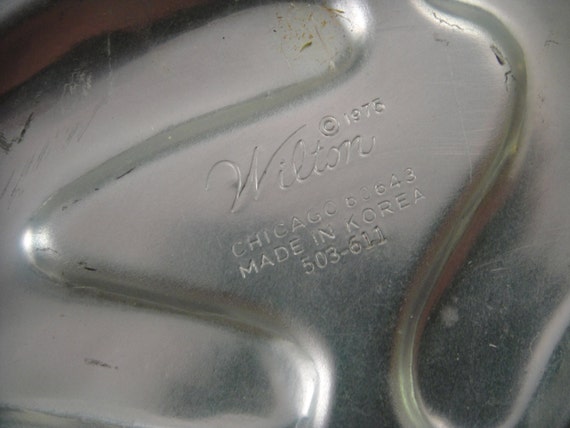 © 1975
Wilton
CHICAGO 60643
MADE IN KOREA
503-611